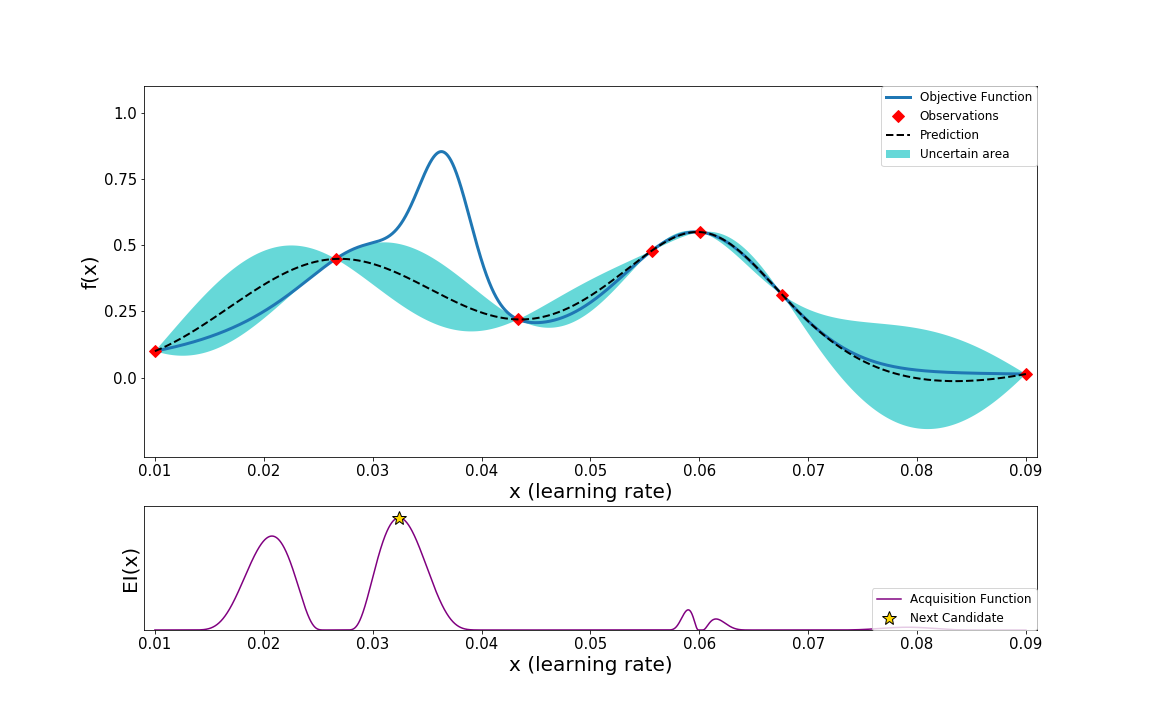 Objective Function
Observations
Prediction
Uncertain area
1.0
0.75
0.5
0.25
0.0
f(x)
0.01 0.02 0.03 0.04 0.05 0.06 0.07 0.08 0.09
x (learning rate)
EI(x)
Acquisition Function
Next Candidate
0.01 0.02 0.03 0.04 0.05 0.06 0.07 0.08 0.09
x (learning rate)